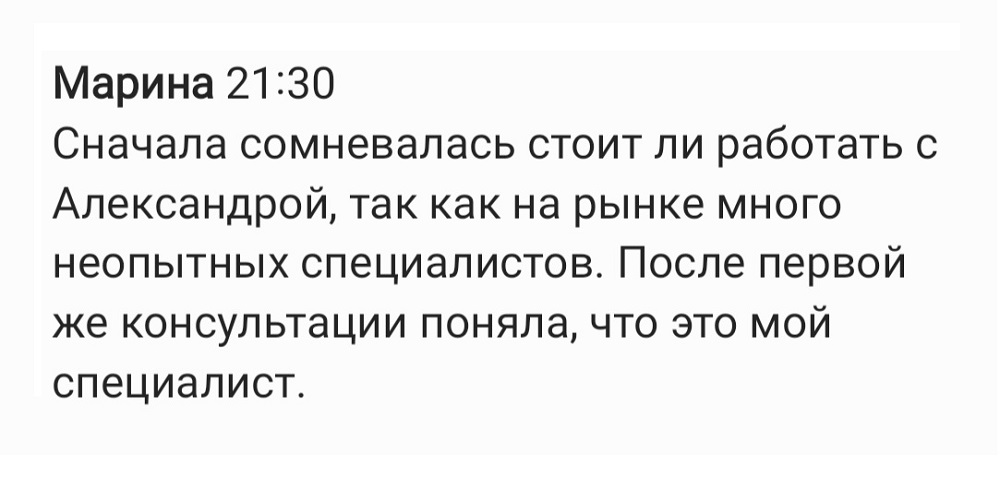 Марина 21:30
Сначала сомневалась стоит ли работать с
Александрой, так как на рынке много
неопытных специалистов. После первой
же консультации поняла, что это мой
специалист.